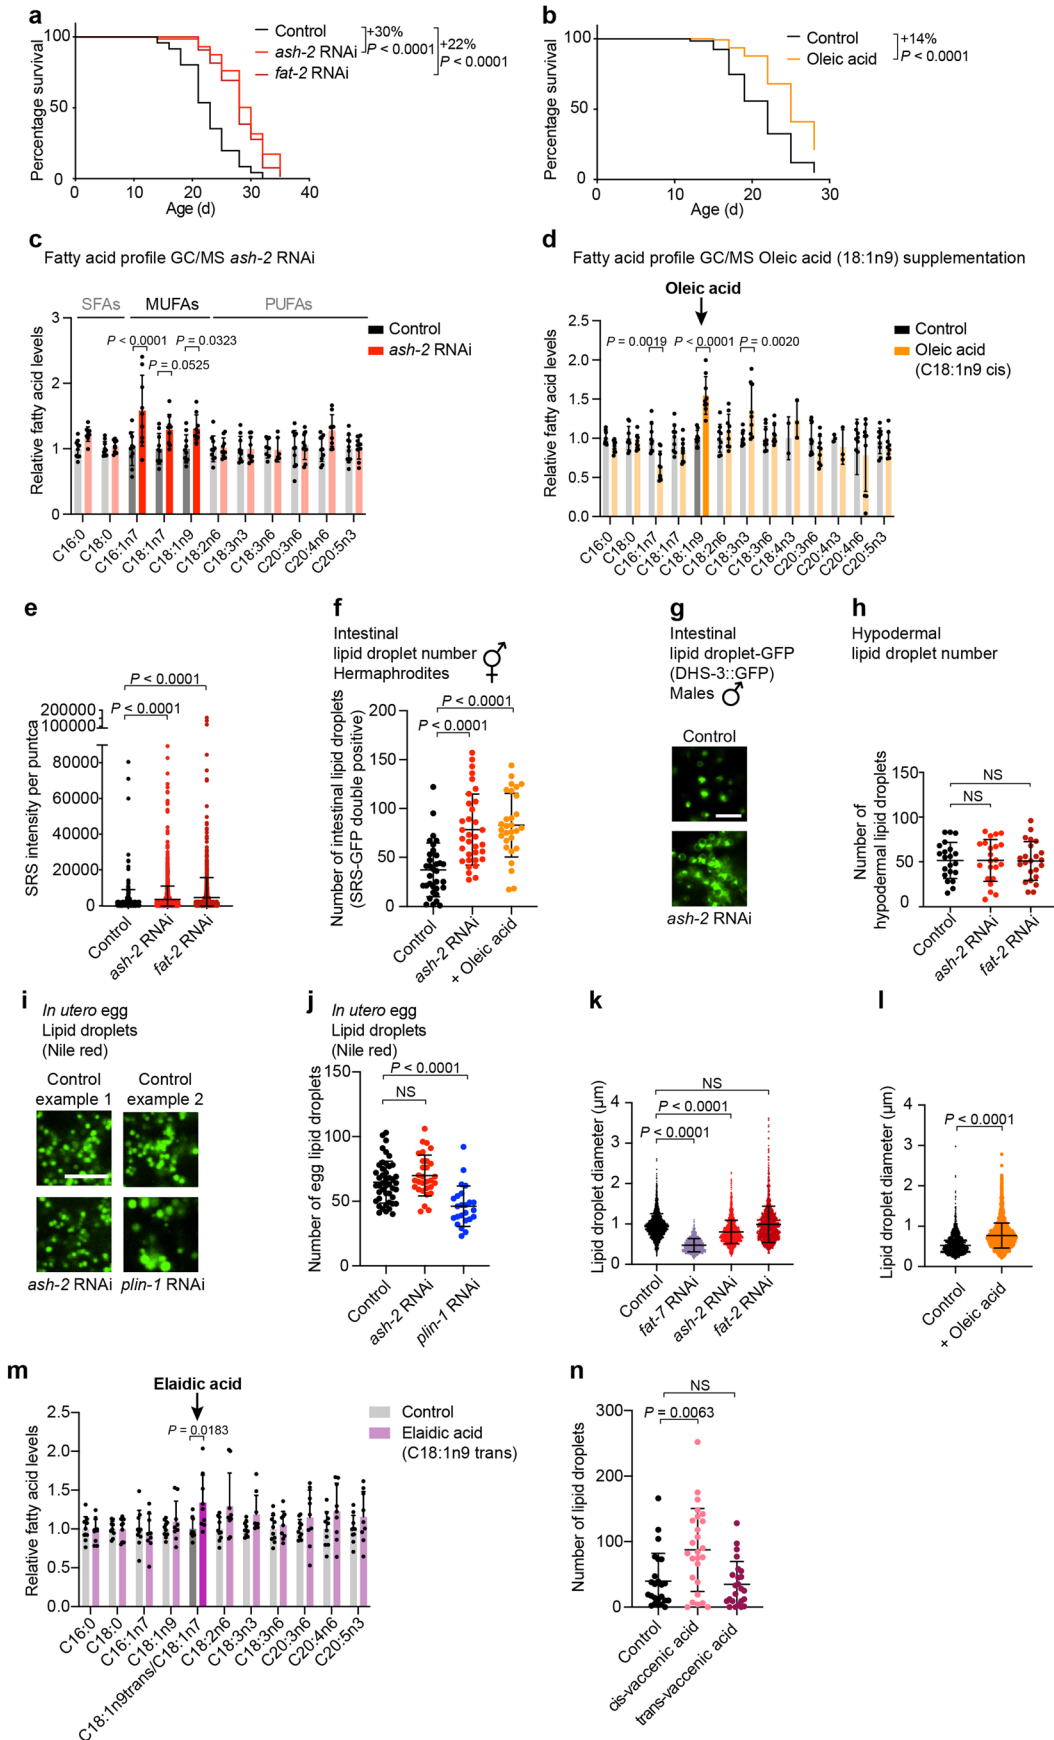 a
Control
ash-2 RNAi
fat-2 RNAi
+30%
P < 0.0001
+22%
P < 0.0001
Percentage survival
100
50
0
0 10 20 30 40
Age (d)
b
Control
Oleic acid
+14%
P < 0.0001
Percentage survival
100
50
0
0 10 20 30
Age (d)
c
Fatty acid profile GC/MS ash-2 RNAi
SFAs MUFAs PUFAs
Control
ash-2 RNAi
P < 0.0001
P = 0.0323
P = 0.0525
Relative fatty acid levels
3
2
1
0
C16:0 C18:0 C16:1n7 C18:1n7 C18:1n9 C18:2n6 C18:3n3 C18:3n6 C20:3n6 C20:4n6 C20:5n3
d
Fatty acid profile GC/MS Oleic acid (18:1n9) supplementation
Oleic acid
Control
Oleic acid
(C18:1n9 cis)
P = 0.0019
P < 0.0001
P = 0.0020
Relative fatty acid levels
2.5
2.0
1.5
1.0
0.5
0.0
C16:0 C18:0 C16:1n7 C18:1n7 C18:1n9 C18:2n6 C18:3n3 C18:3n6 C18:4n3 C20:3n6 C20:4n3 C20:4n6 C20:5n3
e
P < 0.0001
P < 0.0001
SRS intensity per puntca
200000
100000
80000
60000
40000
20000
0
Control
ash-2 RNAi
fat-2 RNAi
f
Intestinal
lipid droplet number
Hermaphrodites
P < 0.0001
P < 0.0001
Number of intestinal lipid droplets
(SRS-GFP double positive)
200
150
100
50
0
Control
ash-2 RNAi
+ Oleic acid
g
Intestinal
lipid droplet-GFP
(DHS-3::GFP)
Males
Control
ash-2 RNAi
h
Hypodermal
lipid droplet number
NS
NS
Number of
hypodermal lipid droplets
150
100
50
0
Control
ash-2 RNAi
fat-2 RNAi
i
In utero egg
Lipid droplets
(Nile red)
Control
example 1
Control
example 2
ash-2 RNAi
plin-1 RNAi
j
In utero egg
Lipid droplets
(Nile red)
P < 0.0001
NS
Number of egg lipid droplets
150
100
50
0
Control
ash-2 RNAi
plin-1 RNAi
k
NS
P < 0.0001
P < 0.0001
Lipid droplet diameter (µm)
4
3
2
1
0
Control
fat-7 RNAi
ash-2 RNAi
fat-2 RNAi
l
P < 0.0001
Lipid droplet diameter (µm)
4
3
2
1
0
Control
+ Oleic acid
m
Elaidic acid
P = 0.0183
Control
Elaidic acid
(C18:1n9 trans)
Relative fatty acid levels
2.5
2.0
1.5
1.0
0.5
0.0
C16:0 C18:0 C16:1n7 C18:1n9 C18:1n9trans/C18:1n7 C18:2n6 C18:3n3 C18:3n6 C20:3n6 C20:4n6 C20:5n3
n
NS
P = 0.0063
Number of lipid droplets
300
200
100
0
Control
cis-vaccenic acid
trans-vaccenic acid